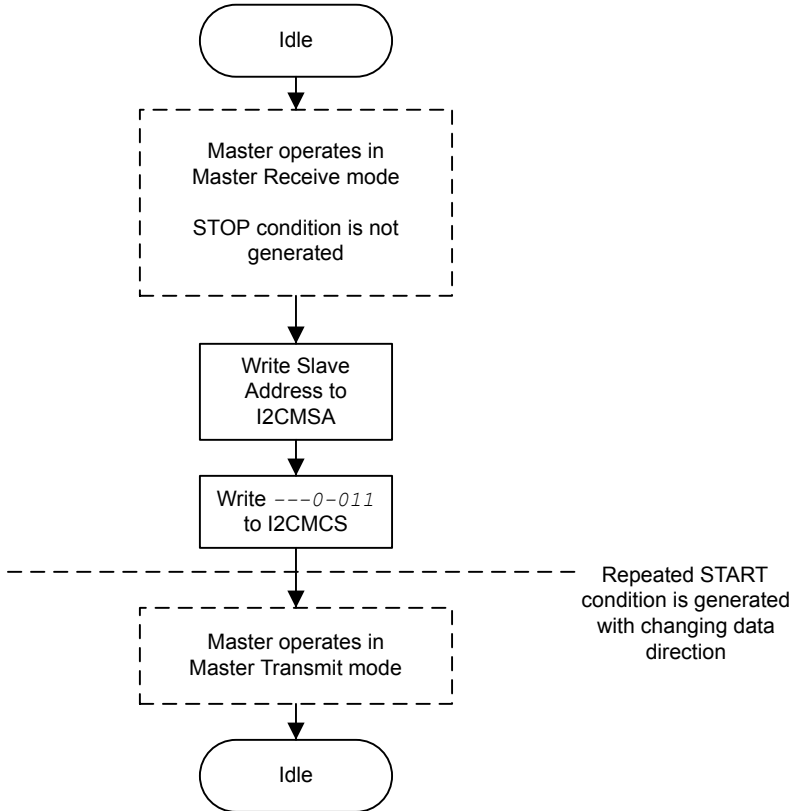 Idle
Master operates in
Master Receive mode
STOP condition is not
generated
Write Slave
Address to
I2CMSA
Write ---0-011
to I2CMCS
Repeated START
condition is generated
with changing data
direction
Master operates in
Master Transmit mode
Idle